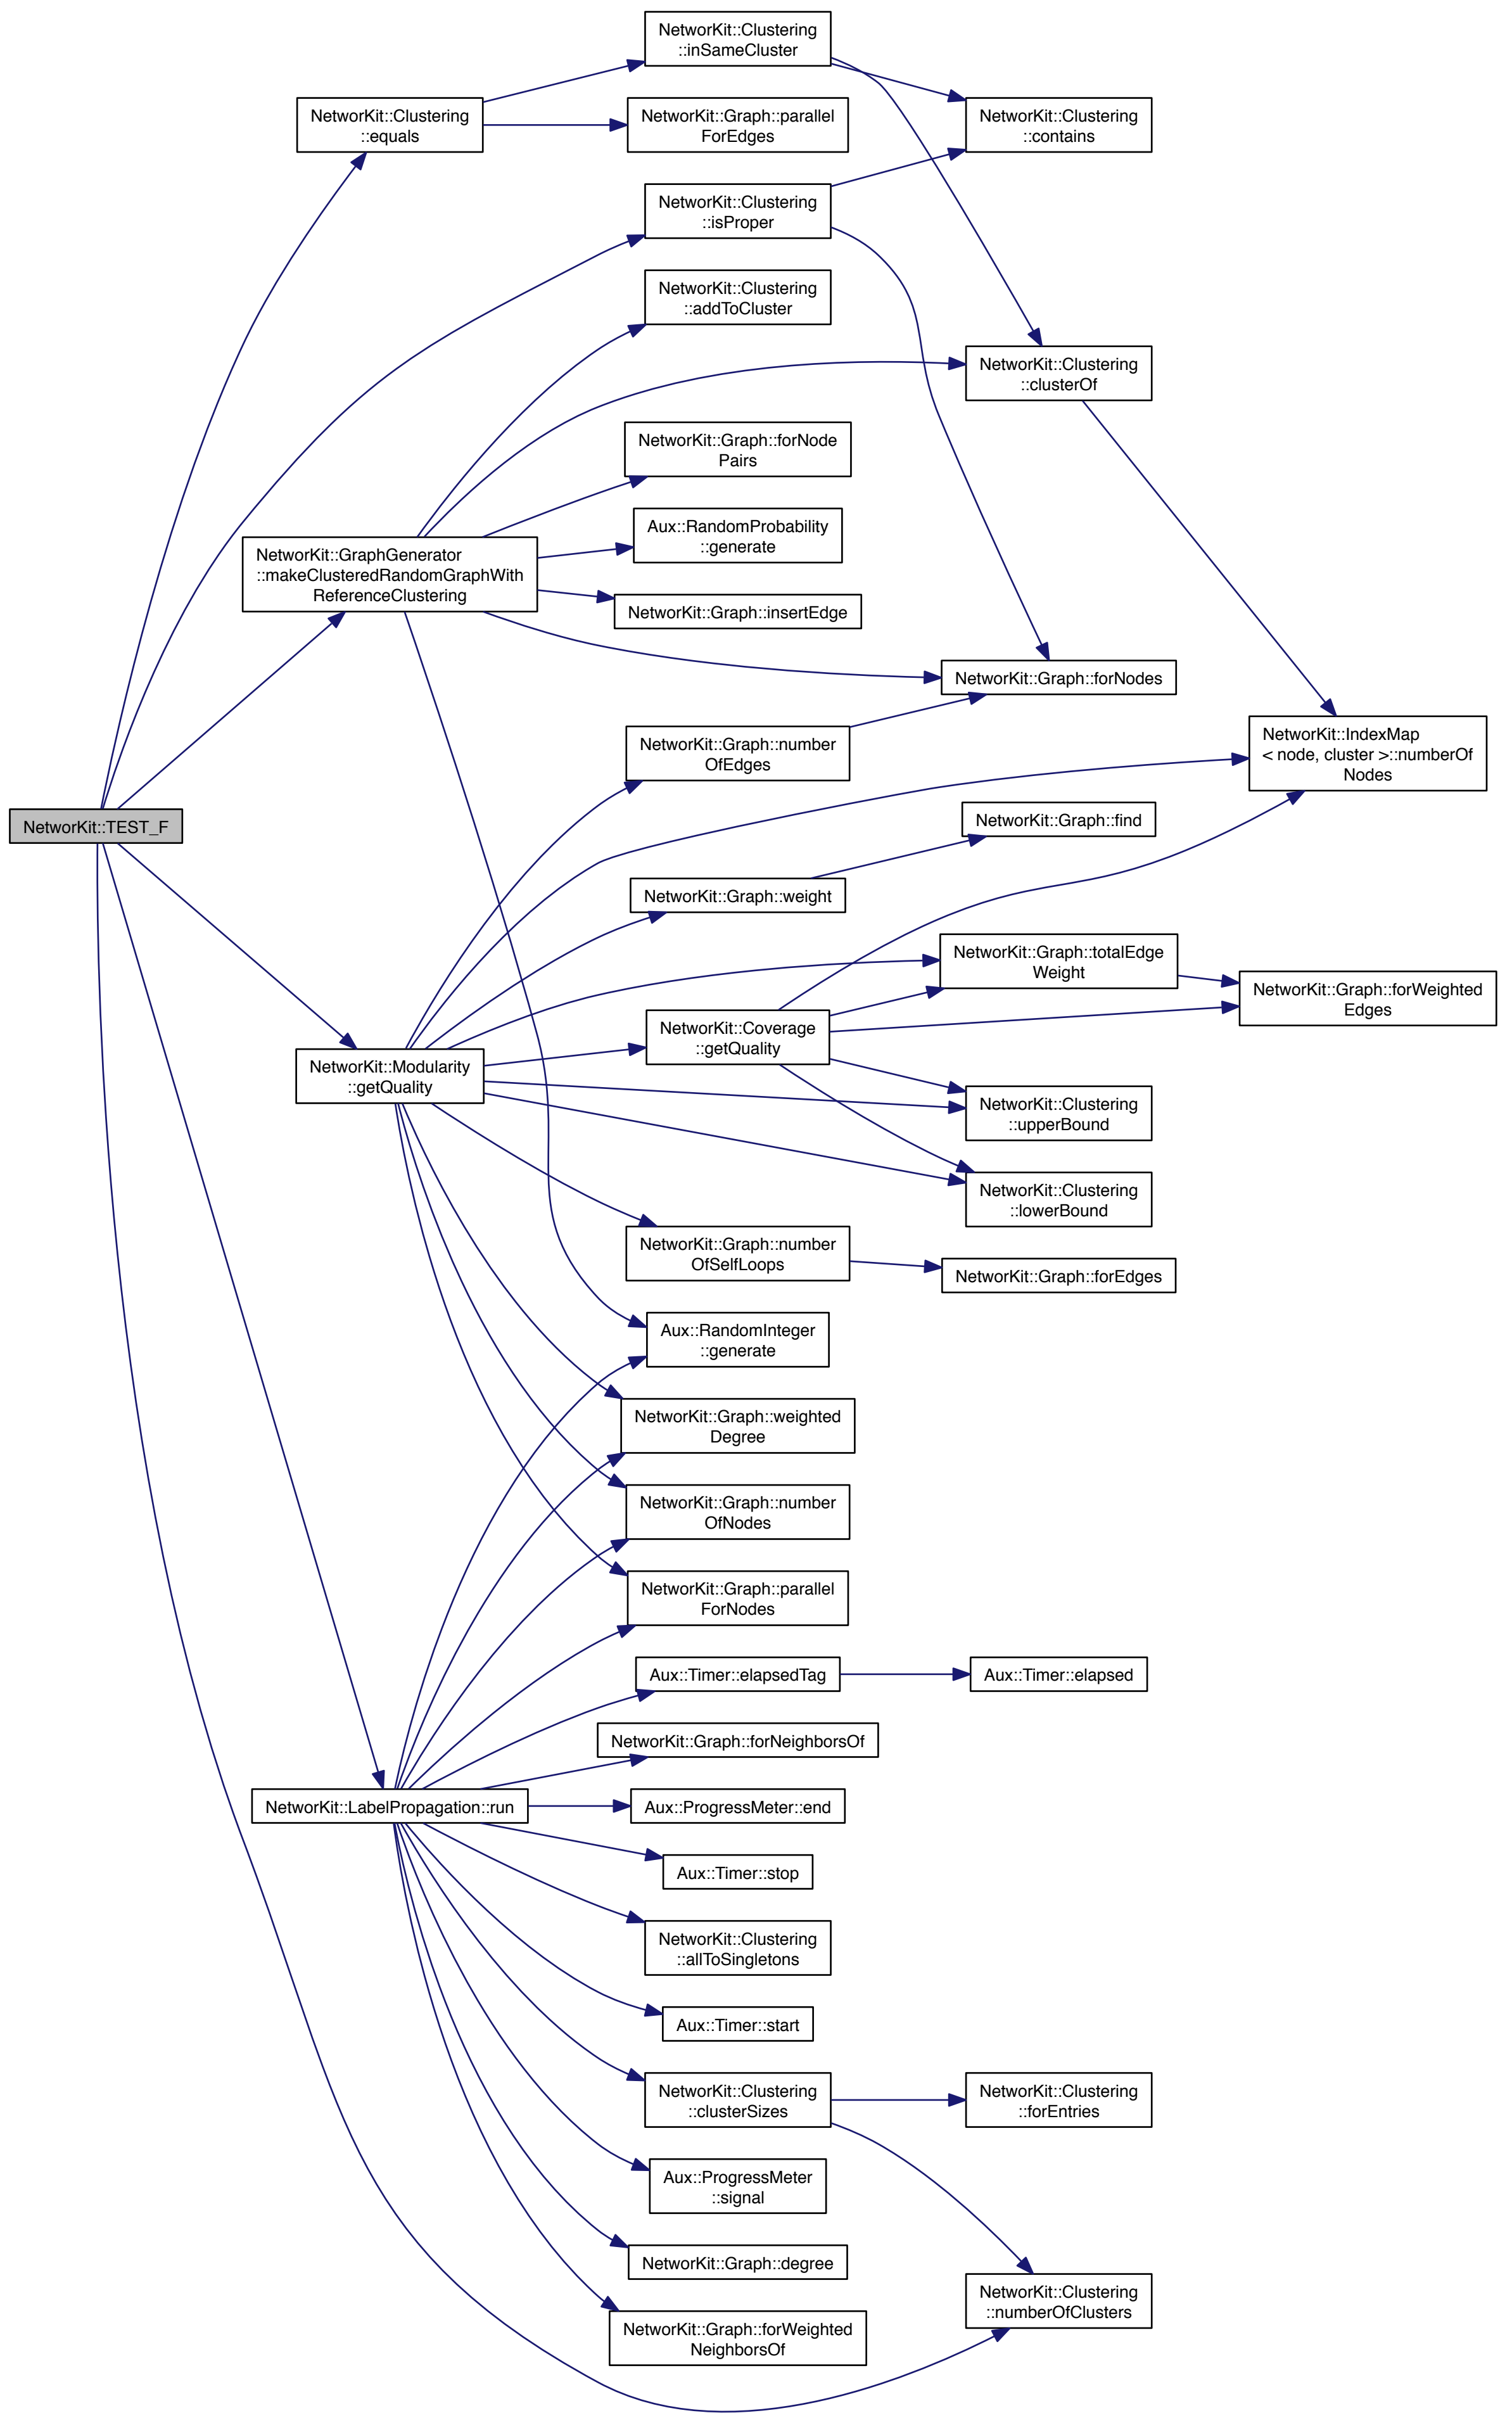 NetworKit::Clustering
::inSameCluster
NetworKit::Clustering
::equals
NetworKit::Graph::parallel
ForEdges
NetworKit::Clustering
::contains
NetworKit::Clustering
::isProper
NetworKit::Clustering
::addToCluster
NetworKit::Clustering
::clusterOf
NetworKit::Graph::forNode
Pairs
Aux::RandomProbability
::generate
NetworKit::GraphGenerator
::makeClusteredRandomGraphWith
ReferenceClustering
NetworKit::Graph::insertEdge
NetworKit::Graph::forNodes
NetworKit::Graph::number
OfEdges
NetworKit::IndexMap
< node, cluster >::numberOf
Nodes
NetworKit::TEST_F
NetworKit::Graph::find
NetworKit::Graph::weight
NetworKit::Graph::totalEdge
Weight
NetworKit::Graph::forWeighted
Edges
NetworKit::Coverage
::getQuality
NetworKit::Modularity
::getQuality
NetworKit::Clustering
::upperBound
NetworKit::Clustering
::lowerBound
NetworKit::Graph::number
OfSelfLoops
NetworKit::Graph::forEdges
Aux::RandomInteger
::generate
NetworKit::Graph::weighted
Degree
NetworKit::Graph::number
OfNodes
NetworKit::Graph::parallel
ForNodes
Aux::Timer::elapsedTag
Aux::Timer::elapsed
NetworKit::Graph::forNeighborsOf
NetworKit::LabelPropagation::run
Aux::ProgressMeter::end
Aux::Timer::stop
NetworKit::Clustering
::allToSingletons
Aux::Timer::start
NetworKit::Clustering
::clusterSizes
NetworKit::Clustering
::forEntries
Aux::ProgressMeter
::signal
NetworKit::Graph::degree
NetworKit::Clustering
::numberOfClusters
NetworKit::Graph::forWeighted
NeighborsOf